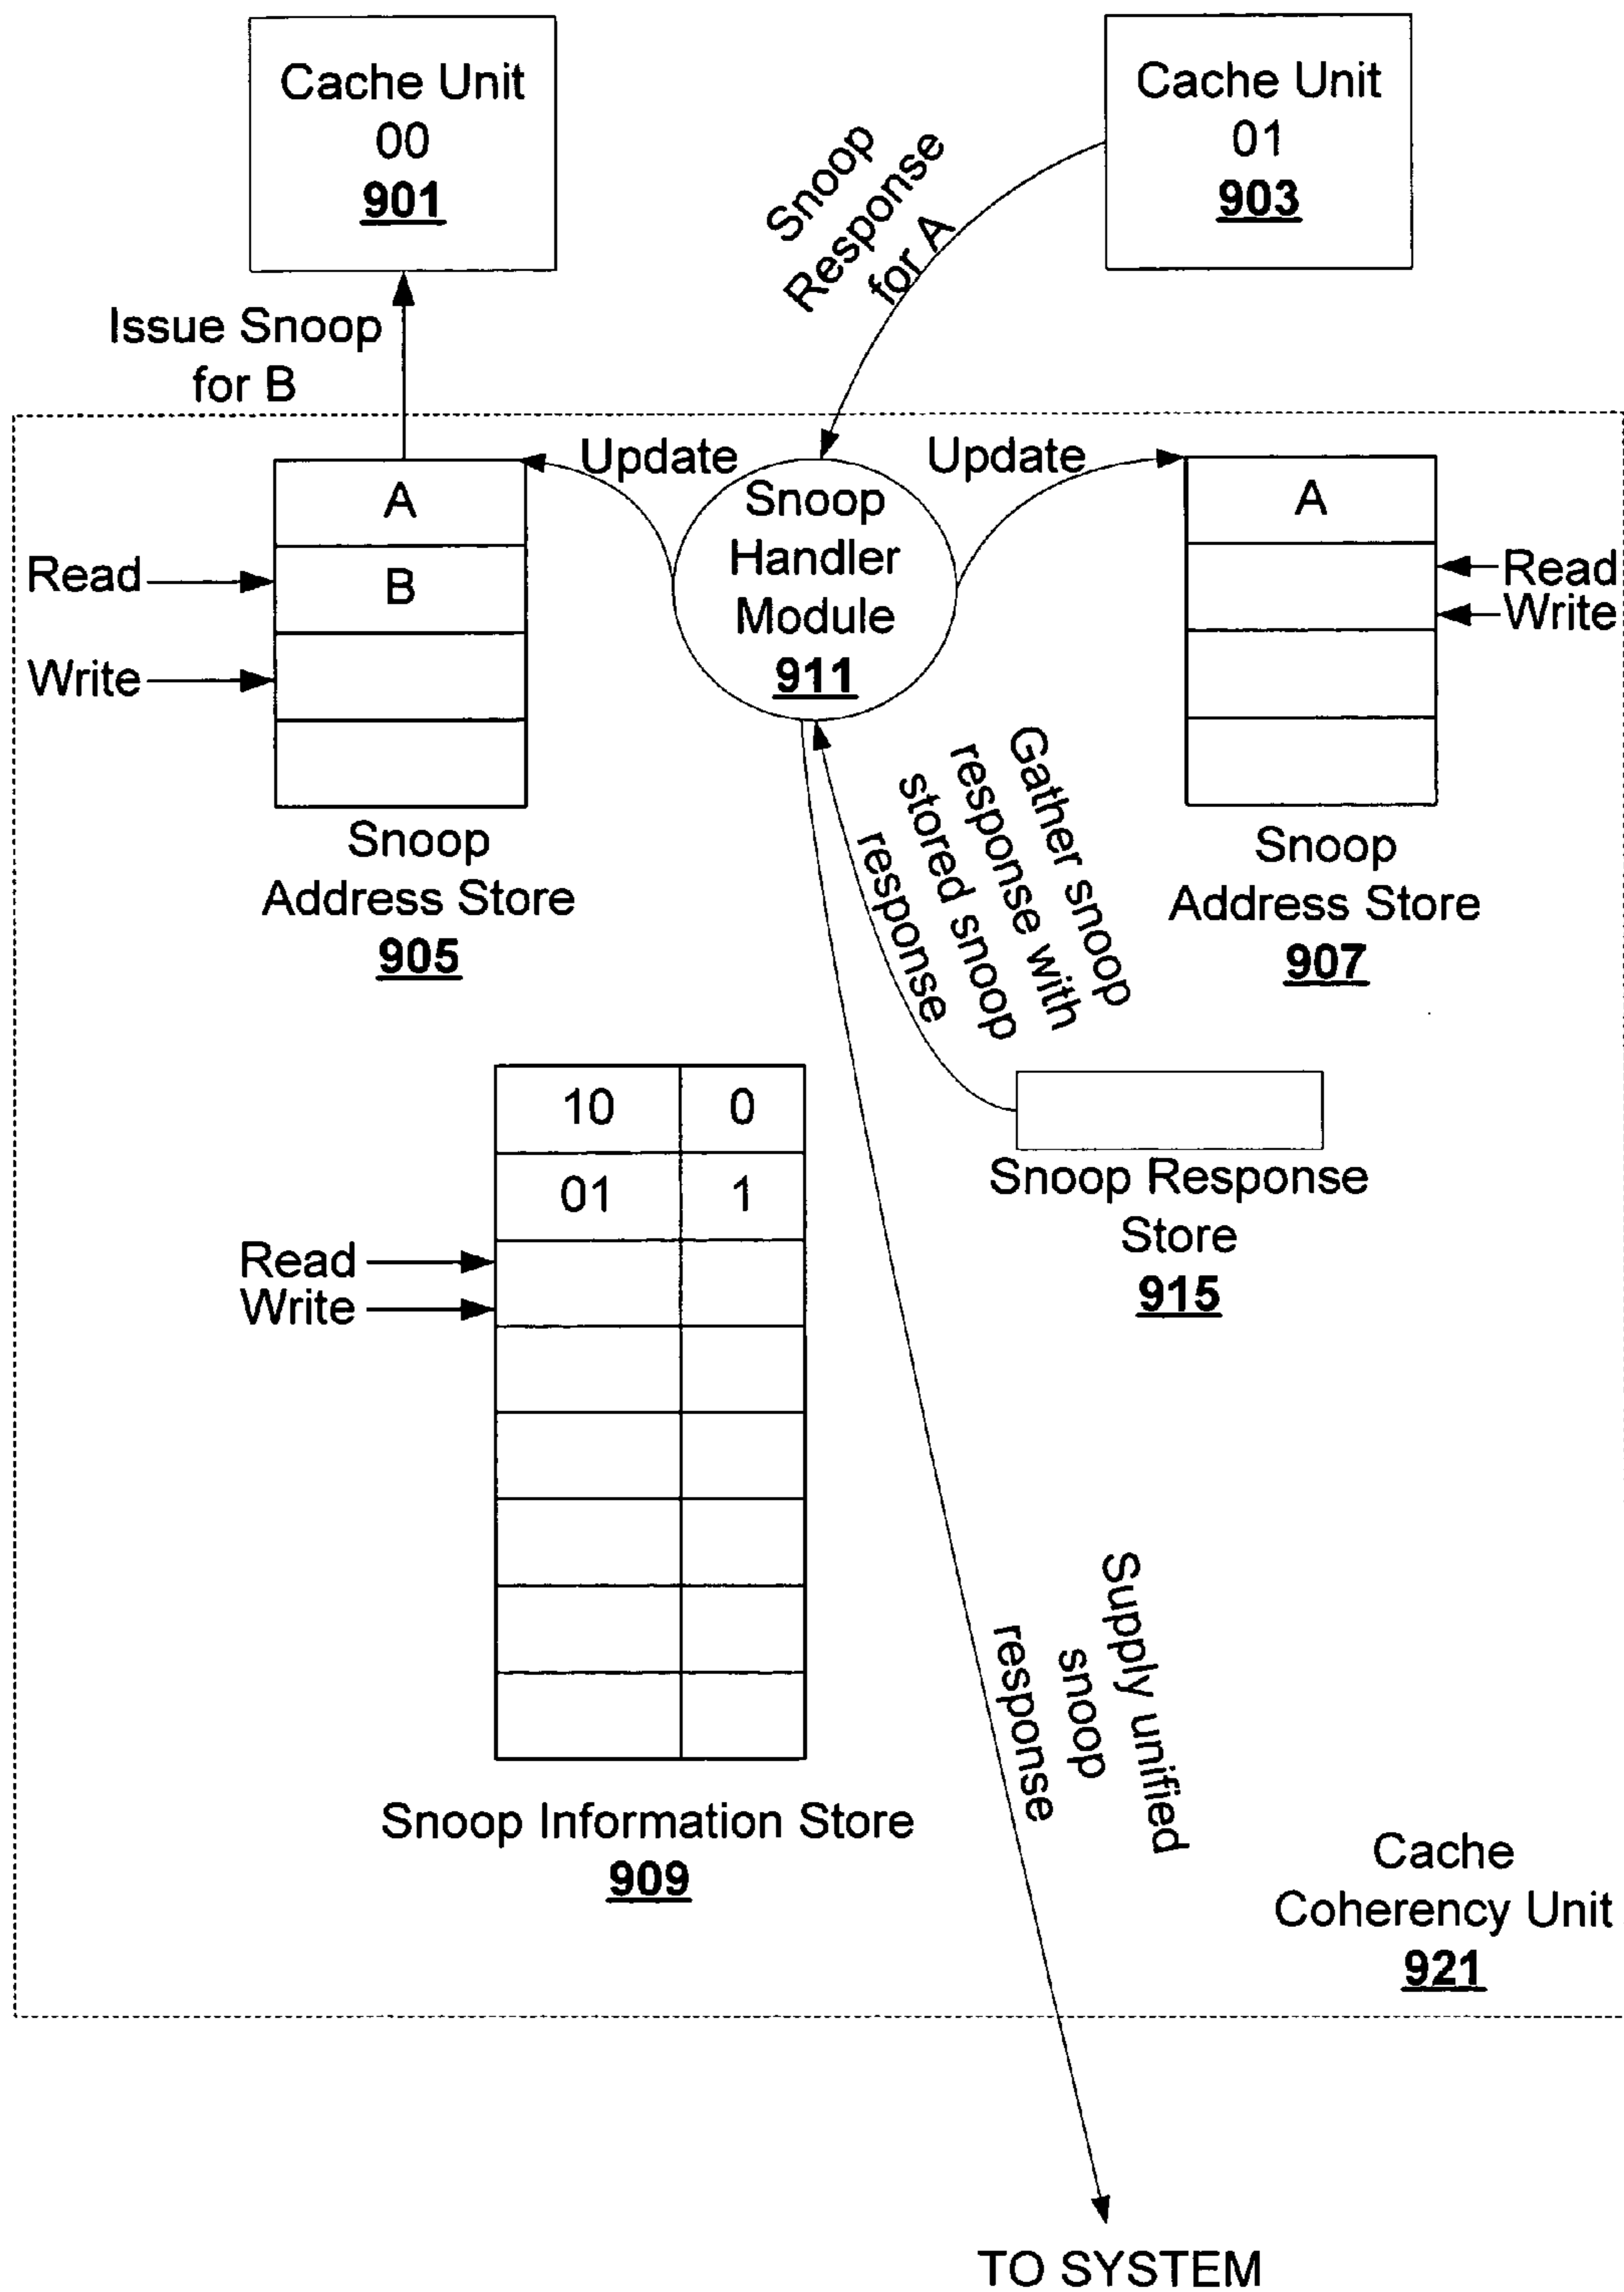 Cache Unit
00
901
Cache Unit
01
903
Snoop
Response
for A
Issue Snoop
for B
Update
Update
A
B
Read
Write
Snoop
Handler
Module
911
A
Read
Write
Snoop
Address Store
905
Gather snoop
response with
stored snoop
response
Snoop
Address Store
907
10 0
01 1
Read
Write
Snoop Response
Store
915
Supply unified
snoop
response
Snoop Information Store
909
Cache
Coherency Unit
921
TO SYSTEM